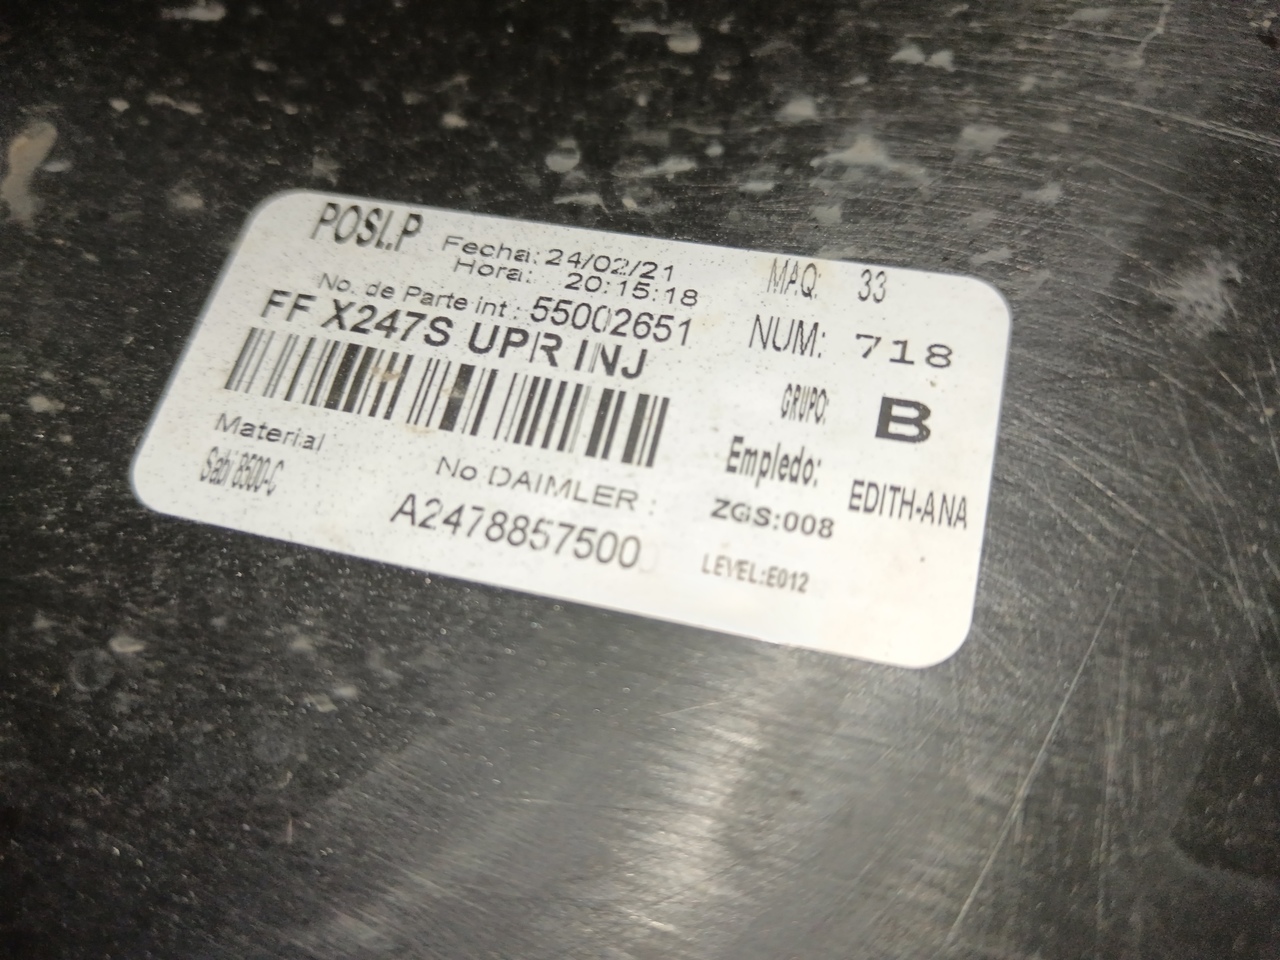 POSI.P
Fecha: 24/02/21
Hora: 20:15:18
MAQ: 33
No. de Parte int: 55002651
NUM: 718
FF X247S UPR INJ
GRUPO: B
Material
Sabi 8500-C
Empledo:
EDITH-ANA
No DAIMLER:
A2478857500
ZGS:008
LEVEL:E012